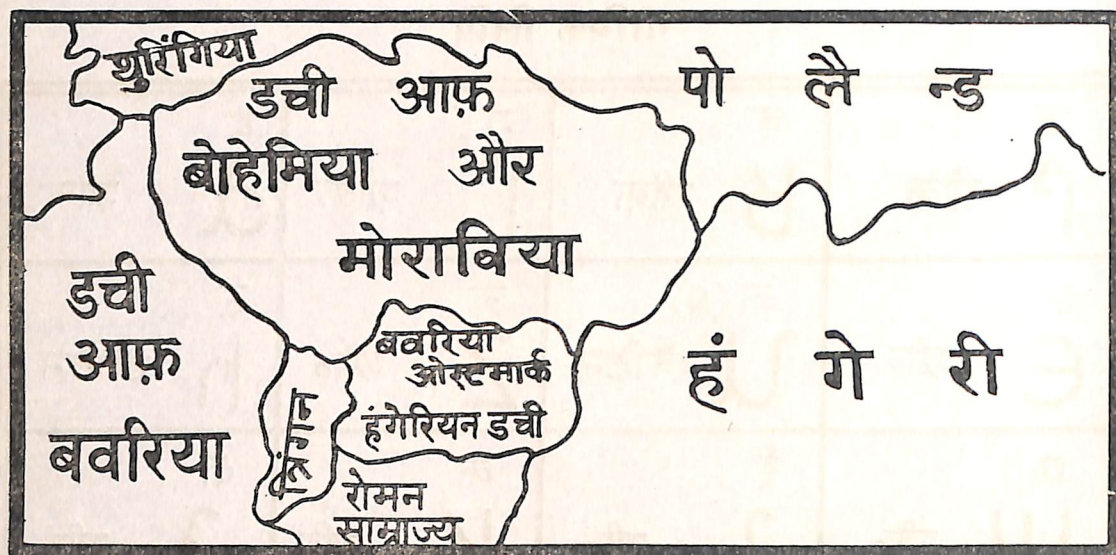 थुरिंगिया
डची आफ़
बोहेमिया और
मोराविया
पो लै न्ड
डची
आफ़
बवरिया
बवरिया
ओस्टमार्क
हंगेरियन डची
रोमन
साम्राज्य
हं गे री